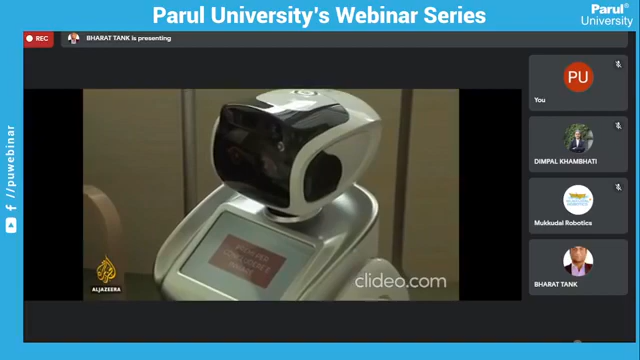 Parul University's Webinar Series
Parul®
University
REC
BHARAT TANK is presenting
PU
You
DIMPAL KHAMBHATI
Mukkudal Robotics
BHARAT TANK
// puwebinar
ALJAZEERA
clideo.com